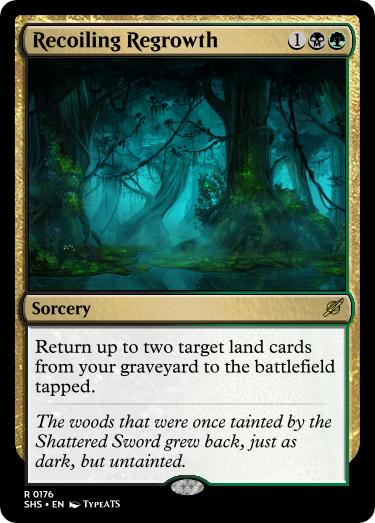 Recoiling Regrowth 1
Sorcery
Return up to two target land cards
from your graveyard to the battlefield
tapped.
The woods that were once tainted by the
Shattered Sword grew back, just as
dark, but untainted.
R 0176
SHS • EN TypeATS